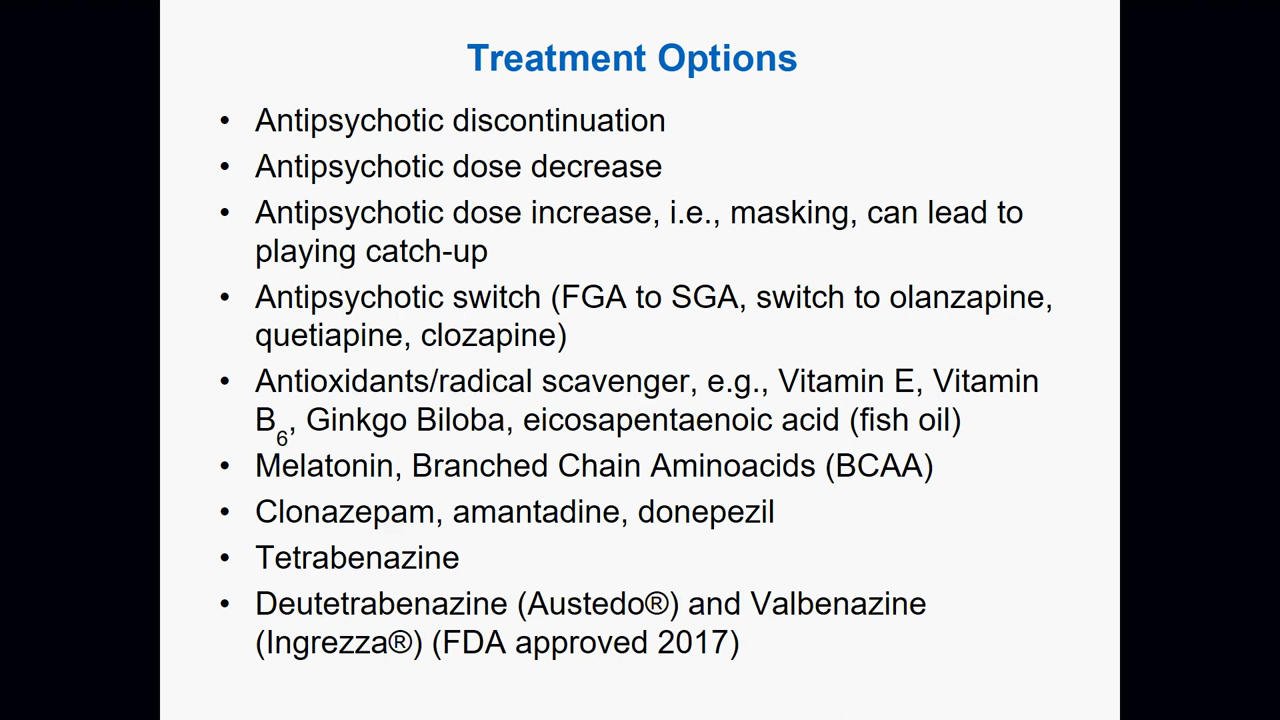 Treatment Options
• Antipsychotic discontinuation
• Antipsychotic dose decrease
• Antipsychotic dose increase, i.e., masking, can lead to
playing catch-up
• Antipsychotic switch (FGA to SGA, switch to olanzapine,
quetiapine, clozapine)
• Antioxidants/radical scavenger, e.g., Vitamin E, Vitamin
B₆, Ginkgo Biloba, eicosapentaenoic acid (fish oil)
• Melatonin, Branched Chain Aminoacids (BCAA)
• Clonazepam, amantadine, donepezil
• Tetrabenazine
• Deutetrabenazine (Austedo®) and Valbenazine
(Ingrezza®) (FDA approved 2017)